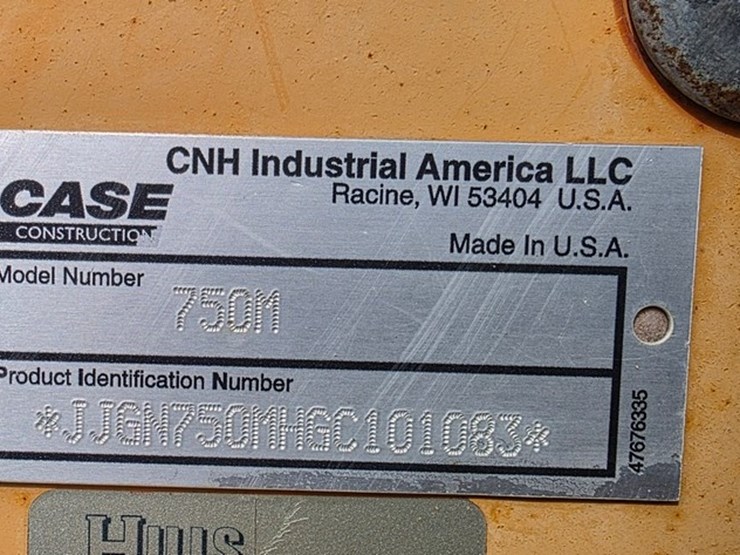 CNH Industrial America LLC
Racine, WI 53404 U.S.A.
CASE
CONSTRUCTION
Made In U.S.A.
Model Number
750M
Product Identification Number
*JJGN750MHGC101083*
47676335
HILLS